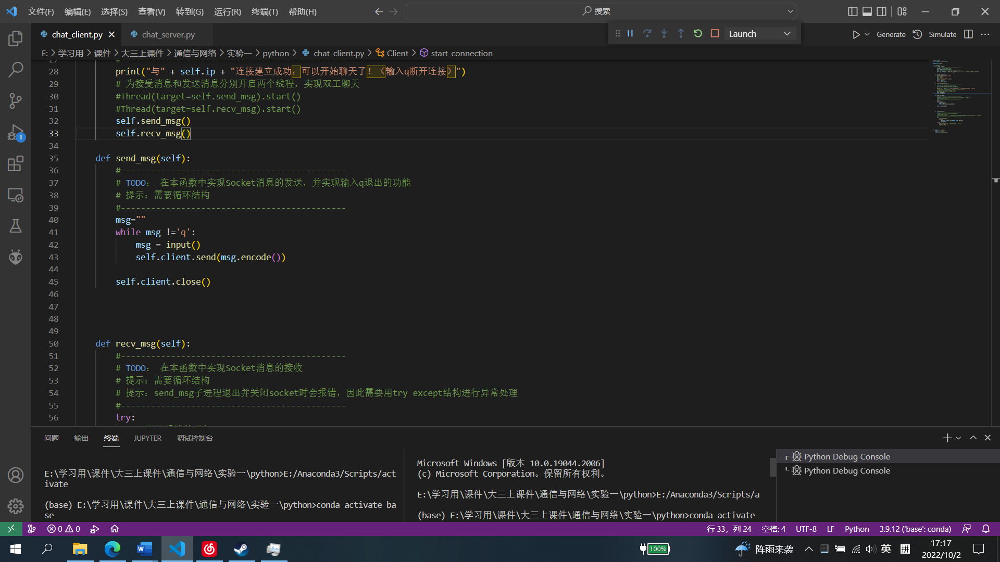 文件(F) 编辑(E) 选择(S) 查看(V) 转到(G) 运行(R) 终端(T) 帮助(H) 搜索
chat_client.py chat_server.py Launch Generate Simulate
E: > 学习用 > 课件 > 大三上课件 > 通信与网络 > 实验一 > python > chat_client.py > Client > start_connection
28 print("与" + self.ip + "连接建立成功，可以开始聊天了！（输入q断开连接）")
29 # 为接受消息和发送消息分别开启两个线程，实现双工聊天
30 #Thread(target=self.send_msg).start()
31 #Thread(target=self.recv_msg).start()
32 self.send_msg()
33 self.recv_msg()
34
35 def send_msg(self):
36 #---------------------------------------------
37 # TODO： 在本函数中实现Socket消息的发送，并实现输入q退出的功能
38 # 提示：需要循环结构
39 #---------------------------------------------
40 msg=""
41 while msg !='q':
42 msg = input()
43 self.client.send(msg.encode())
44
45 self.client.close()
46
47
48
49
50 def recv_msg(self):
51 #---------------------------------------------
52 # TODO： 在本函数中实现Socket消息的接收
53 # 提示：需要循环结构
54 # 提示：send_msg子进程退出并关闭socket时会报错，因此需要用try except结构进行异常处理
55 #---------------------------------------------
56 try:
问题 输出 终端 JUPYTER 调试控制台
E:\学习用\课件\大三上课件\通信与网络\实验一\python>E:/Anaconda3/Scripts/act
ivate
(base) E:\学习用\课件\大三上课件\通信与网络\实验一\python>conda activate ba
se
Microsoft Windows [版本 10.0.19044.2006]
(c) Microsoft Corporation。保留所有权利。
E:\学习用\课件\大三上课件\通信与网络\实验一\python>E:/Anaconda3/Scripts/a
(base) E:\学习用\课件\大三上课件\通信与网络\实验一\python>conda activate
Python Debug Console
Python Debug Console
0 0 行 33，列 24 空格: 4 UTF-8 LF Python 3.9.12 ('base': conda)
100% 阵雨来袭 英 拼 17:17
2022/10/2